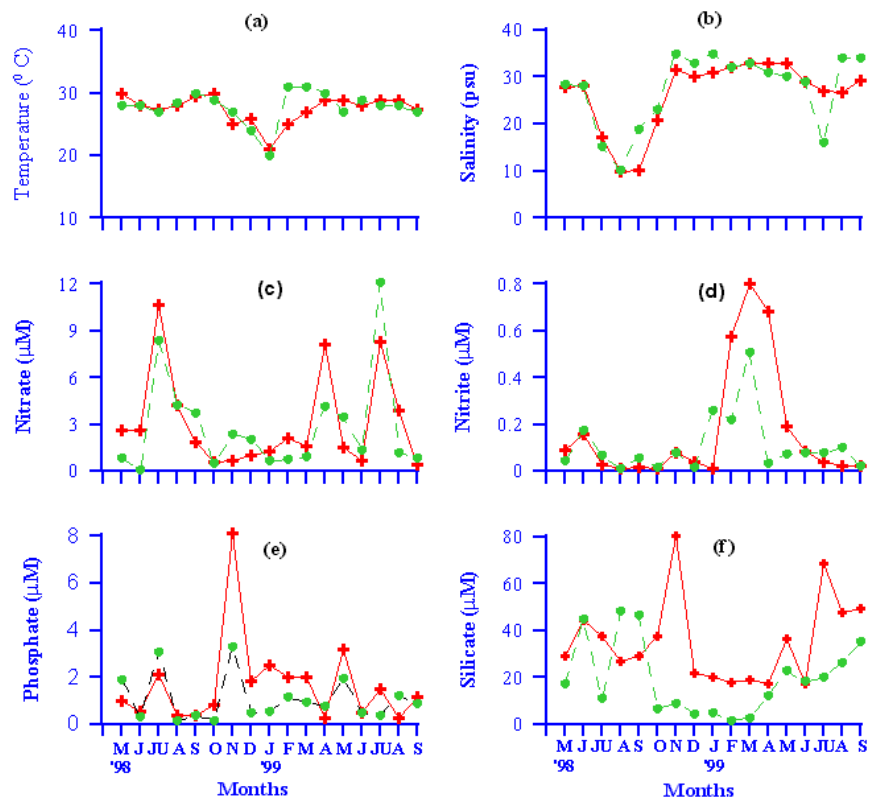 (a)
Temperature (⁰ C)
40
30
20
10
(b)
Salinity (psu)
40
30
20
10
0
(c)
Nitrate (µM)
12
9
6
3
0
(d)
Nitrite (µM)
0.8
0.6
0.4
0.2
0
(e)
Phosphate (µM)
8
6
4
2
0
M J JU A S O N D J F M A M J JU A S
'98 '99
Months
(f)
Silicate (µM)
80
60
40
20
0
M J JU A S O N D J F M A M J JU A S
'98 '99
Months